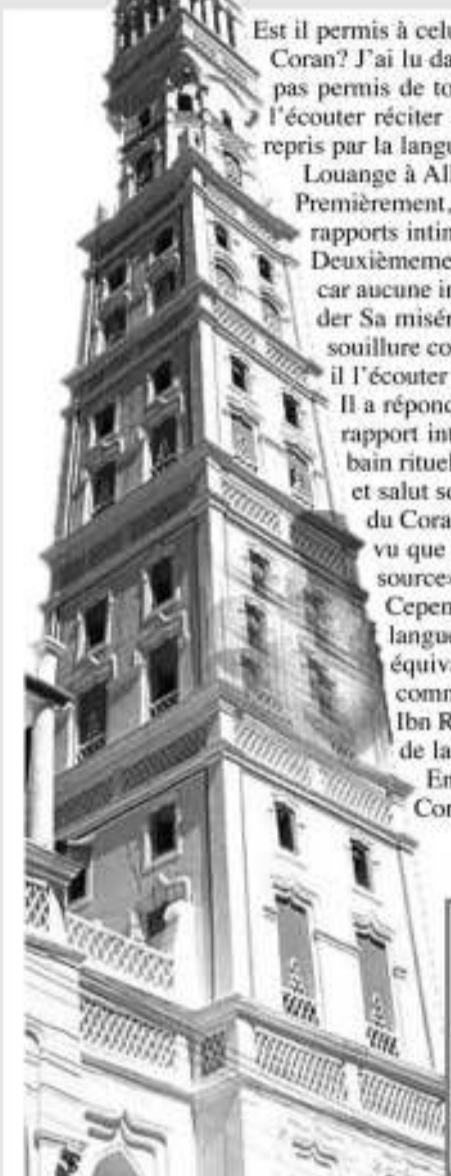 Est il permis à celu
Coran? J'ai lu da
pas permis de to
l'écouter réciter
repris par la langu
Louange à All
Premièrement,
rapports intim
Deuxièmeme
car aucune in
der Sa misér
souillure co
il l'écouter
Il a répond
rapport int
bain rituel
et salut so
du Cora
vu que
source»
Cepen
langue
équiva
comm
Ibn R
de la
En
Cor